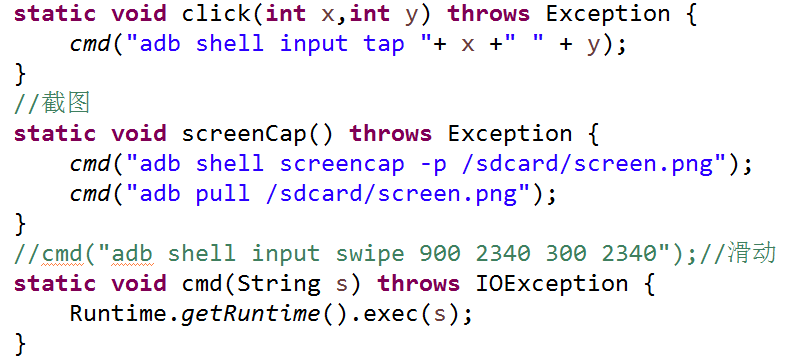 static void click(int x,int y) throws Exception {
    cmd("adb shell input tap "+ x +" " + y);
}
//截图
static void screenCap() throws Exception {
    cmd("adb shell screencap -p /sdcard/screen.png");
    cmd("adb pull /sdcard/screen.png");
}
//cmd("adb shell input swipe 900 2340 300 2340");//滑动
static void cmd(String s) throws IOException {
    Runtime.getRuntime().exec(s);
}